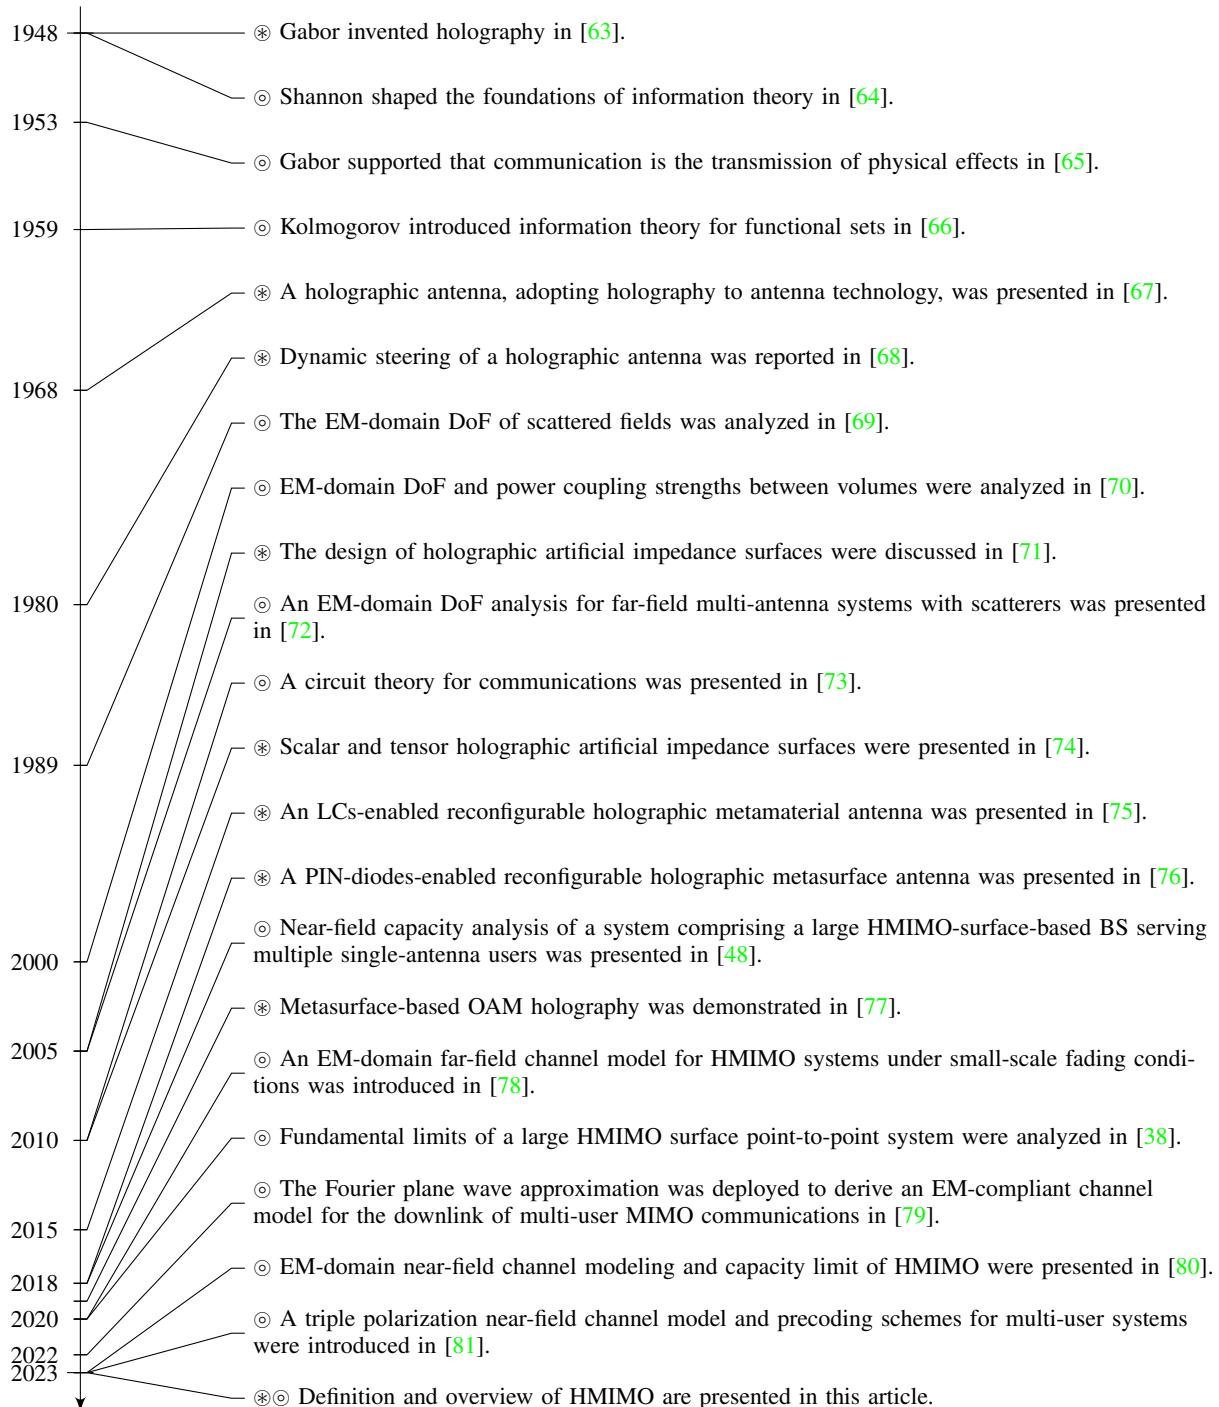 1948
⊛ Gabor invented holography in [63].
⊚ Shannon shaped the foundations of information theory in [64].
1953
⊚ Gabor supported that communication is the transmission of physical effects in [65].
1959
⊚ Kolmogorov introduced information theory for functional sets in [66].
⊛ A holographic antenna, adopting holography to antenna technology, was presented in [67].
⊛ Dynamic steering of a holographic antenna was reported in [68].
1968
⊚ The EM-domain DoF of scattered fields was analyzed in [69].
⊚ EM-domain DoF and power coupling strengths between volumes were analyzed in [70].
⊛ The design of holographic artificial impedance surfaces were discussed in [71].
1980
⊚ An EM-domain DoF analysis for far-field multi-antenna systems with scatterers was presented
in [72].
⊚ A circuit theory for communications was presented in [73].
⊛ Scalar and tensor holographic artificial impedance surfaces were presented in [74].
1989
⊛ An LCs-enabled reconfigurable holographic metamaterial antenna was presented in [75].
⊛ A PIN-diodes-enabled reconfigurable holographic metasurface antenna was presented in [76].
⊚ Near-field capacity analysis of a system comprising a large HMIMO-surface-based BS serving
multiple single-antenna users was presented in [48].
2000
⊛ Metasurface-based OAM holography was demonstrated in [77].
2005
⊚ An EM-domain far-field channel model for HMIMO systems under small-scale fading condi-
tions was introduced in [78].
2010
⊚ Fundamental limits of a large HMIMO surface point-to-point system were analyzed in [38].
⊚ The Fourier plane wave approximation was deployed to derive an EM-compliant channel
model for the downlink of multi-user MIMO communications in [79].
2015
⊚ EM-domain near-field channel modeling and capacity limit of HMIMO were presented in [80].
2018
2020
⊚ A triple polarization near-field channel model and precoding schemes for multi-user systems
were introduced in [81].
2022
2023
⊛⊚ Definition and overview of HMIMO are presented in this article.